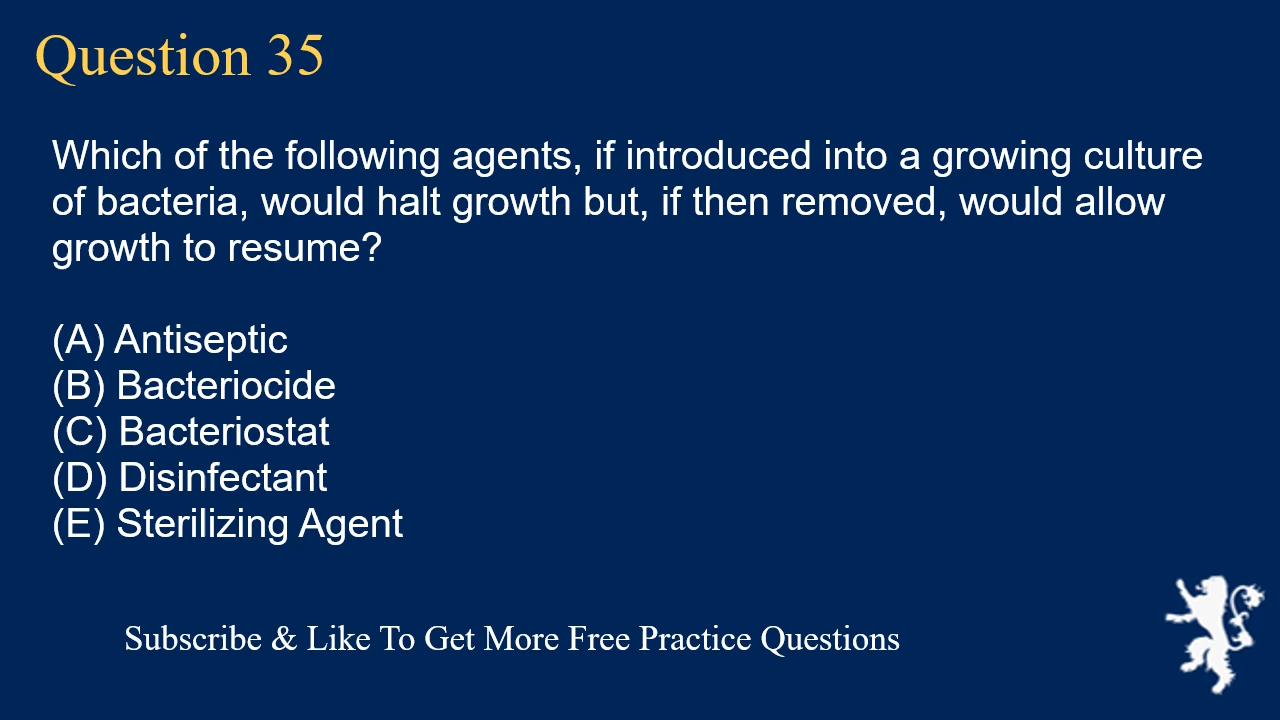 Question 35
Which of the following agents, if introduced into a growing culture
of bacteria, would halt growth but, if then removed, would allow
growth to resume?
(A) Antiseptic
(B) Bacteriocide
(C) Bacteriostat
(D) Disinfectant
(E) Sterilizing Agent
Subscribe & Like To Get More Free Practice Questions